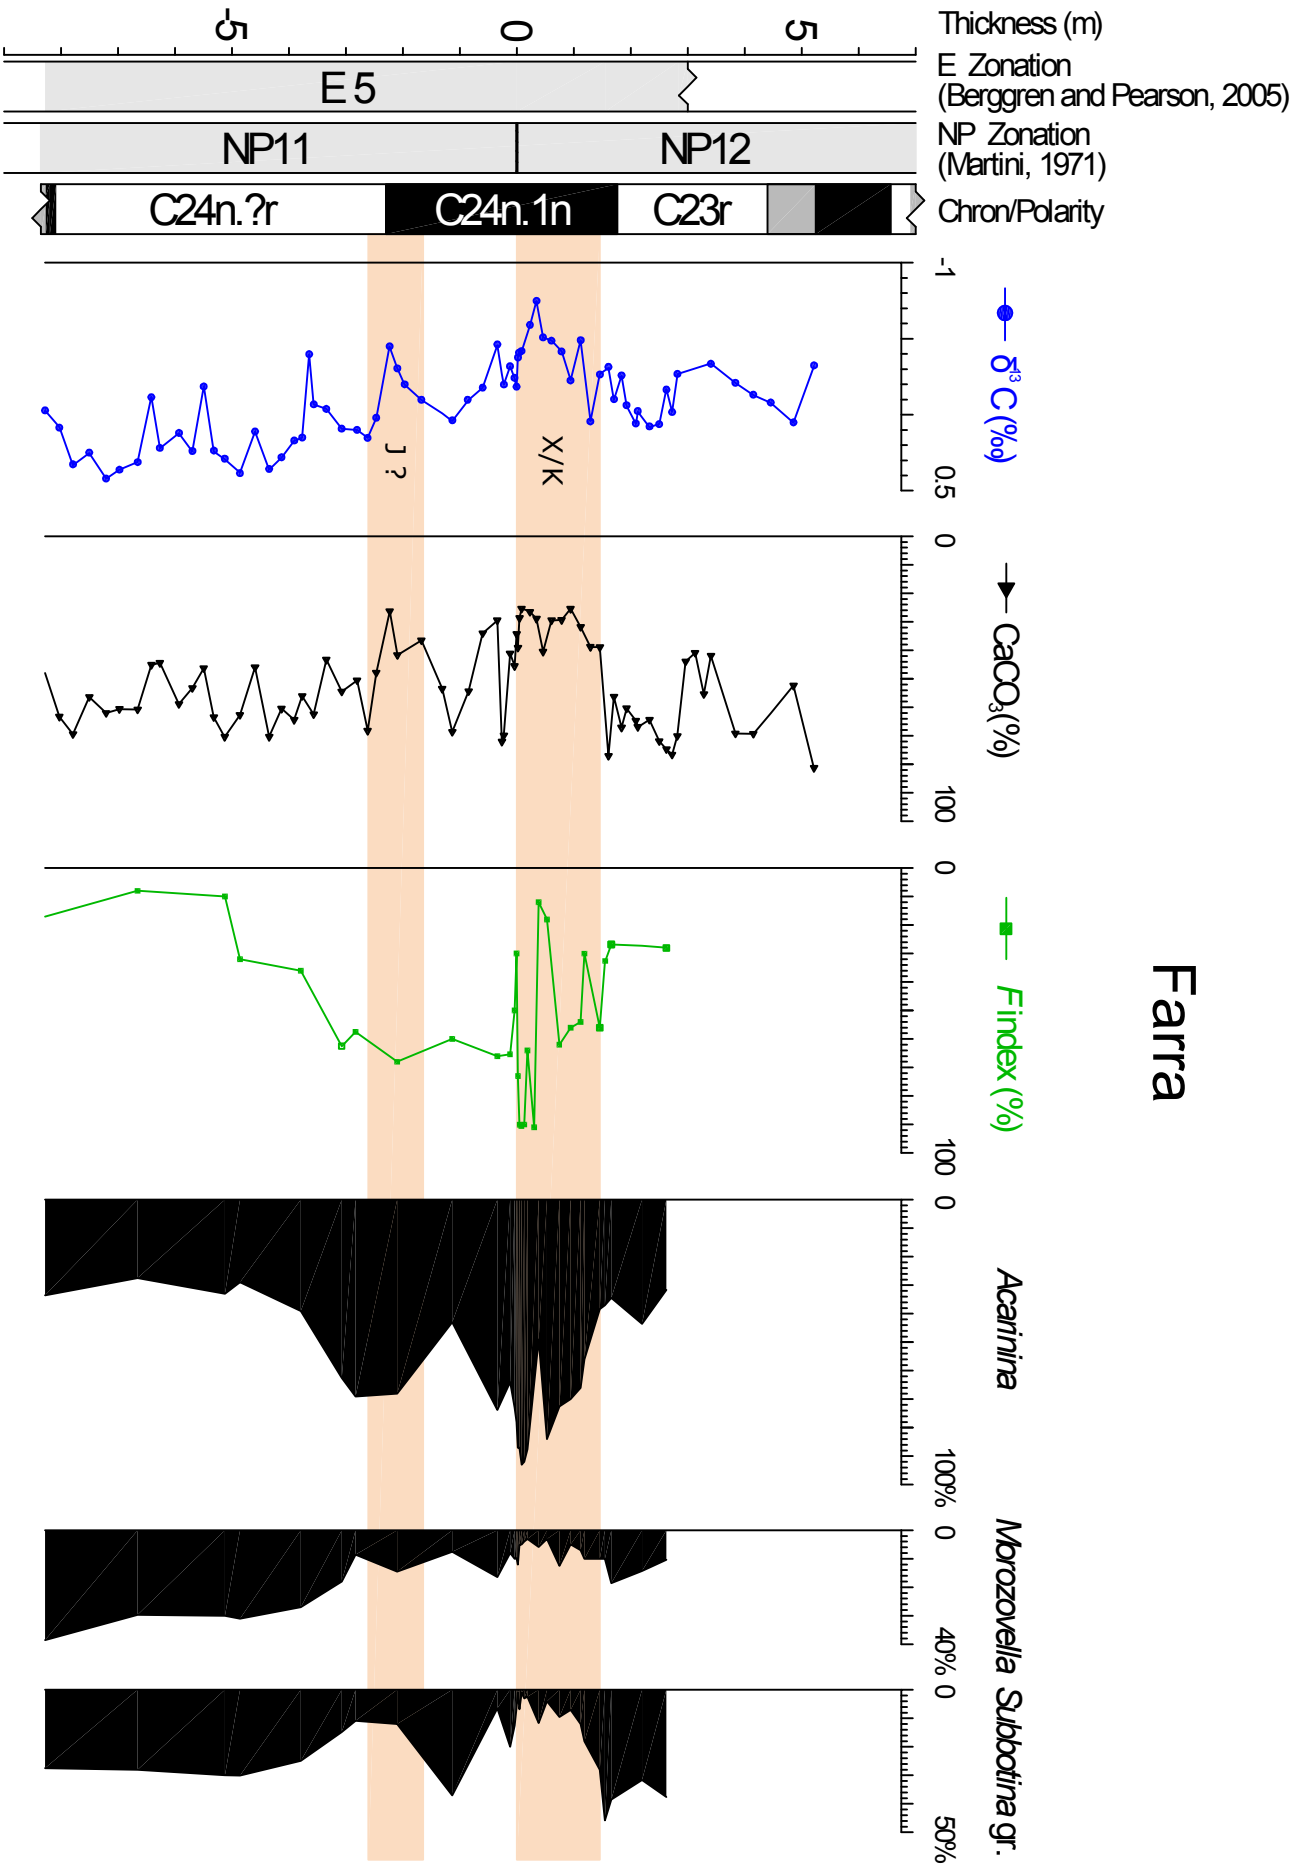 Farra
Thickness (m)
-5
0
5
E Zonation
(Berggren and Pearson, 2005)
E 5
NP Zonation
(Martini, 1971)
NP11
NP12
Chron/Polarity
C24n.?r
C24n.1n
C23r
δ¹³ C (‰)
-1
0.5
J ?
X/K
CaCO₃(%)
0
100
F index (%)
0
100
Acarinina
0
100%
Morozovella
0
40%
Subbotina gr.
0
50%